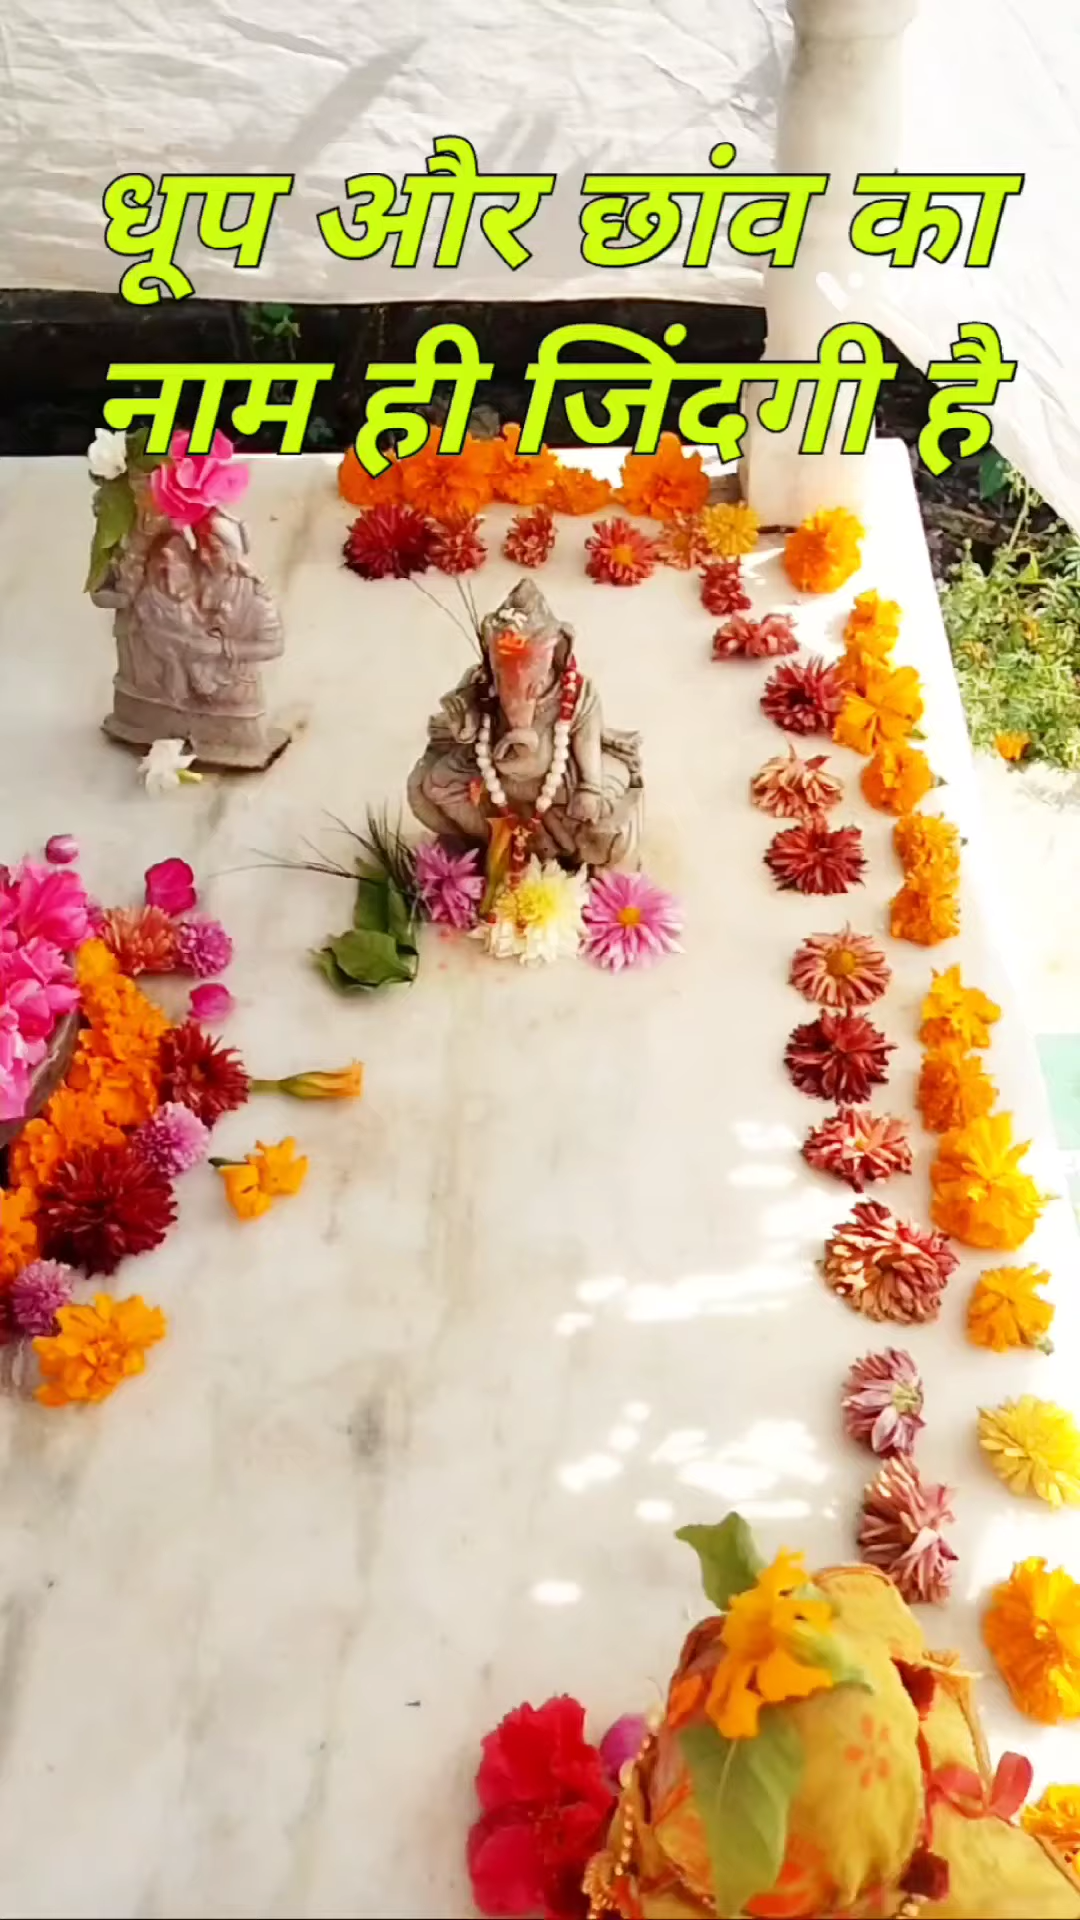 धूप और छांव का
नाम ही जिंदगी है